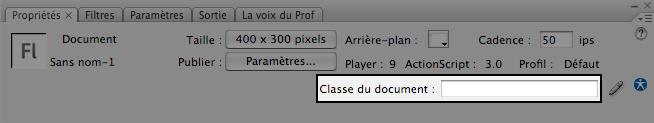 Propriétés × Filtres Paramètres Sortie La voix du Prof
Fl Document Taille : 400 x 300 pixels Arrière-plan : Cadence : 50 ips
Sans nom-1 Publier : Paramètres... Player : 9 ActionScript : 3.0 Profil : Défaut
Classe du document :